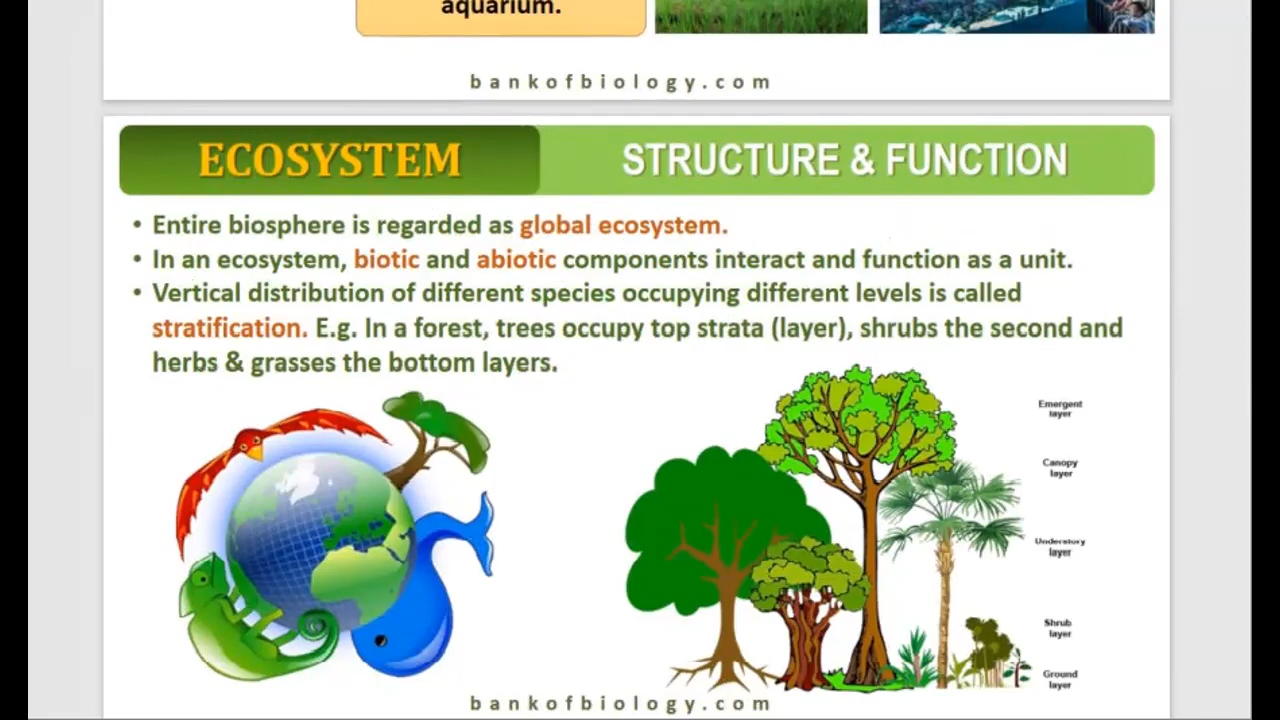 aquarium.
bankofbiology.com
ECOSYSTEM
STRUCTURE & FUNCTION
• Entire biosphere is regarded as global ecosystem.
• In an ecosystem, biotic and abiotic components interact and function as a unit.
• Vertical distribution of different species occupying different levels is called
stratification. E.g. In a forest, trees occupy top strata (layer), shrubs the second and
herbs & grasses the bottom layers.
Emergent
layer
Canopy
layer
Understory
layer
Shrub
layer
Ground
layer
bankofbiology.com